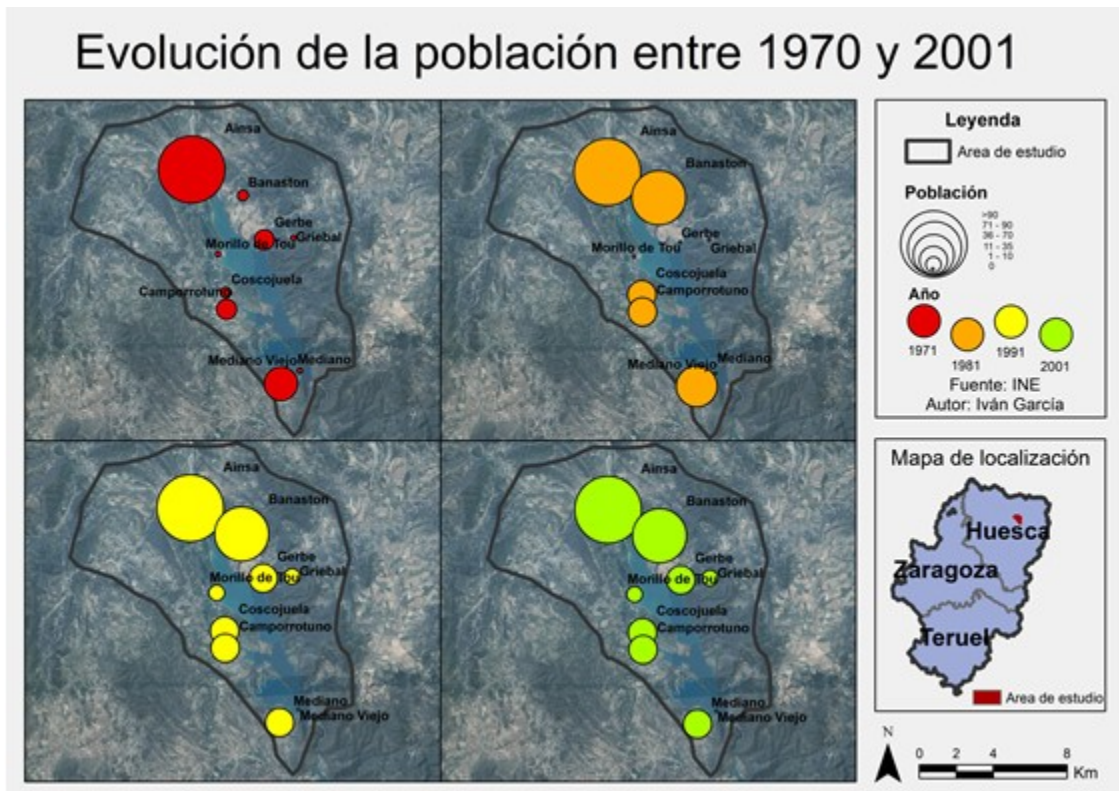 Evolución de la población entre 1970 y 2001
Ainsa
Banaston
Gerbe
Griebal
Morillo de Tou
Coscojuela
Camporrotuno
Mediano Viejo
Mediano
Ainsa
Banaston
Gerbe
Morillo de Tou
Griebal
Coscojuela
Camporrotuno
Mediano Viejo
Mediano
Ainsa
Banaston
Gerbe
Griebal
Morillo de Tou
Coscojuela
Camporrotuno
Mediano
Mediano Viejo
Ainsa
Banaston
Gerbe
Griebal
Morillo de Tou
Coscojuela
Camporrotuno
Mediano
Mediano Viejo
Leyenda
Area de estudio
Población
>90
71 - 90
36 - 70
11 - 35
1 - 10
0
Año
1971
1981
1991
2001
Fuente: INE
Autor: Iván García
Mapa de localización
Huesca
Zaragoza
Teruel
Area de estudio
N
0 2 4 8
Km